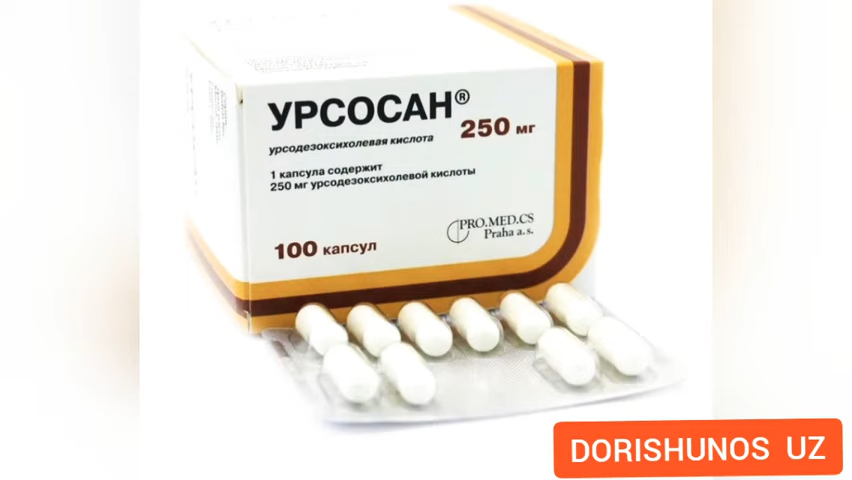 УРСОСАН®
250 мг
урсодезоксихолевая кислота
1 капсула содержит
250 мг урсодезоксихолевой кислоты
PRO.MED.CS
Praha a. s.
100 капсул
DORISHUNOS UZ